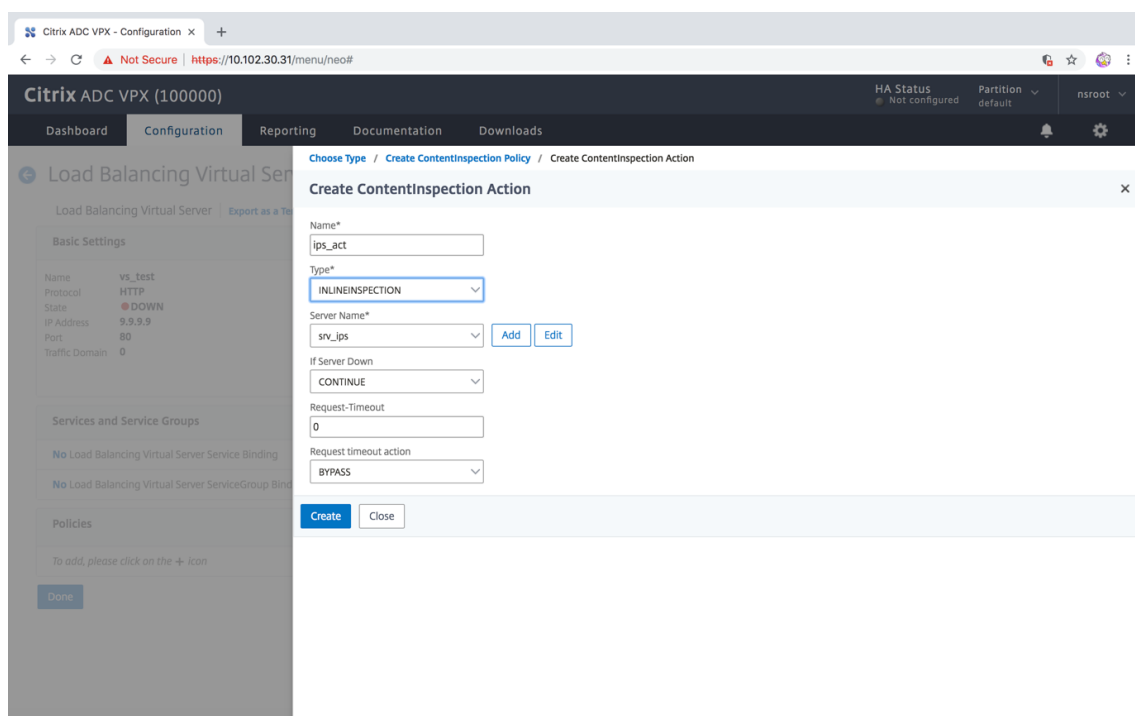 Citrix ADC VPX - Configuration × +
Not Secure | https://10.102.30.31/menu/neo#
Citrix ADC VPX (100000)
HA Status
Not configured
Partition
default
nsroot
Dashboard Configuration Reporting Documentation Downloads
Load Balancing Virtual Ser
Load Balancing Virtual Server | Export as a Te
Basic Settings
Name vs_test
Protocol HTTP
State DOWN
IP Address 9.9.9.9
Port 80
Traffic Domain 0
Services and Service Groups
No Load Balancing Virtual Server Service Binding
No Load Balancing Virtual Server ServiceGroup Bind
Policies
To add, please click on the + icon
Done
Choose Type / Create ContentInspection Policy / Create ContentInspection Action
Create ContentInspection Action ×
Name*
ips_act
Type*
INLINEINSPECTION
Server Name*
srv_ips Add Edit
If Server Down
CONTINUE
Request-Timeout
0
Request timeout action
BYPASS
Create Close